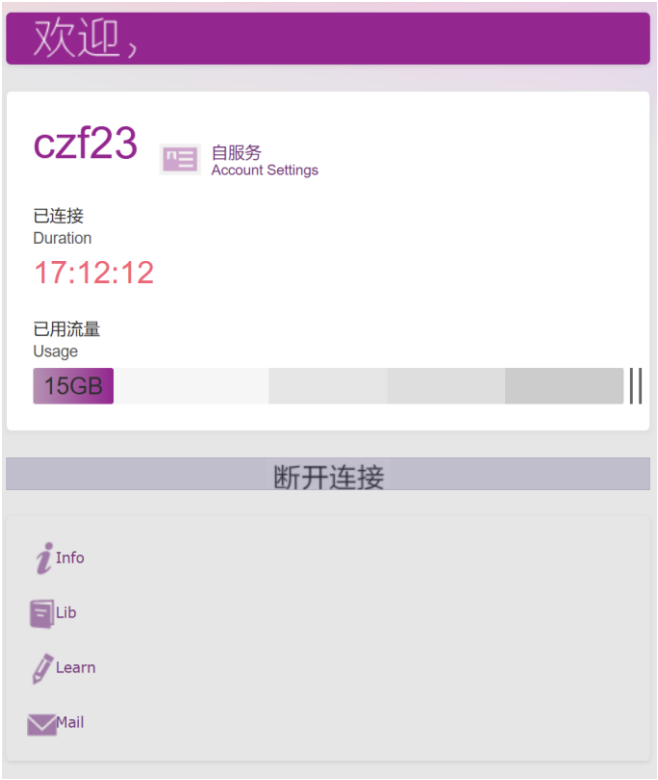 欢迎,
czf23
自服务
Account Settings
已连接
Duration
17:12:12
已用流量
Usage
15GB
断开连接
Info
Lib
Learn
Mail